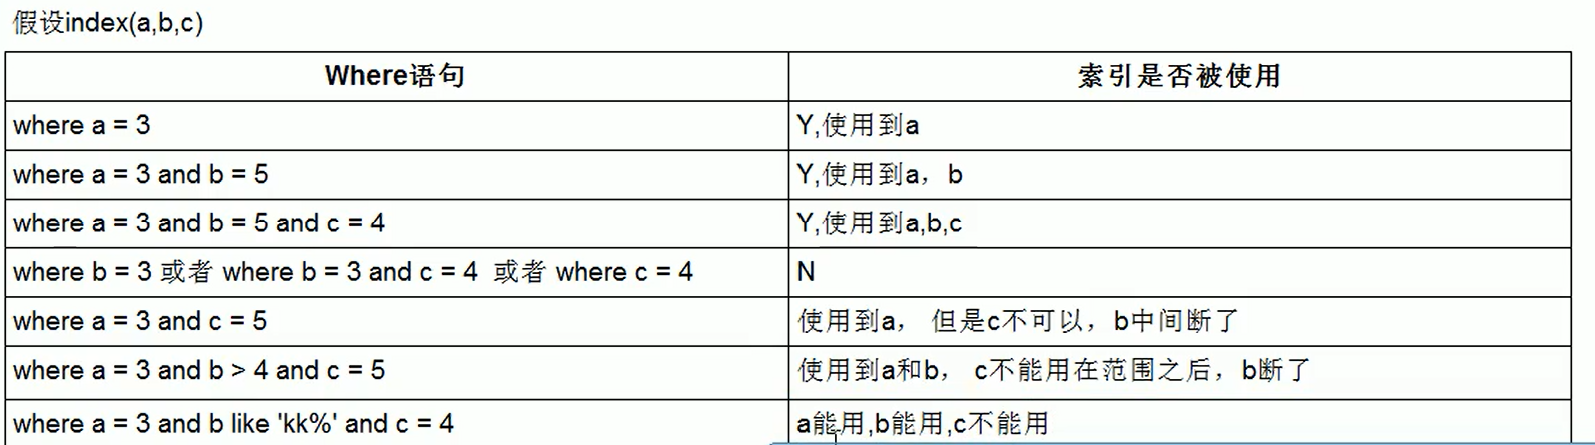 假设index(a,b,c)
Where语句 索引是否被使用
where a = 3 Y,使用到a
where a = 3 and b = 5 Y,使用到a，b
where a = 3 and b = 5 and c = 4 Y,使用到a,b,c
where b = 3 或者 where b = 3 and c = 4 或者 where c = 4 N
where a = 3 and c = 5 使用到a， 但是c不可以，b中间断了
where a = 3 and b > 4 and c = 5 使用到a和b， c不能用在范围之后，b断了
where a = 3 and b like 'kk%' and c = 4 a能用,b能用,c不能用